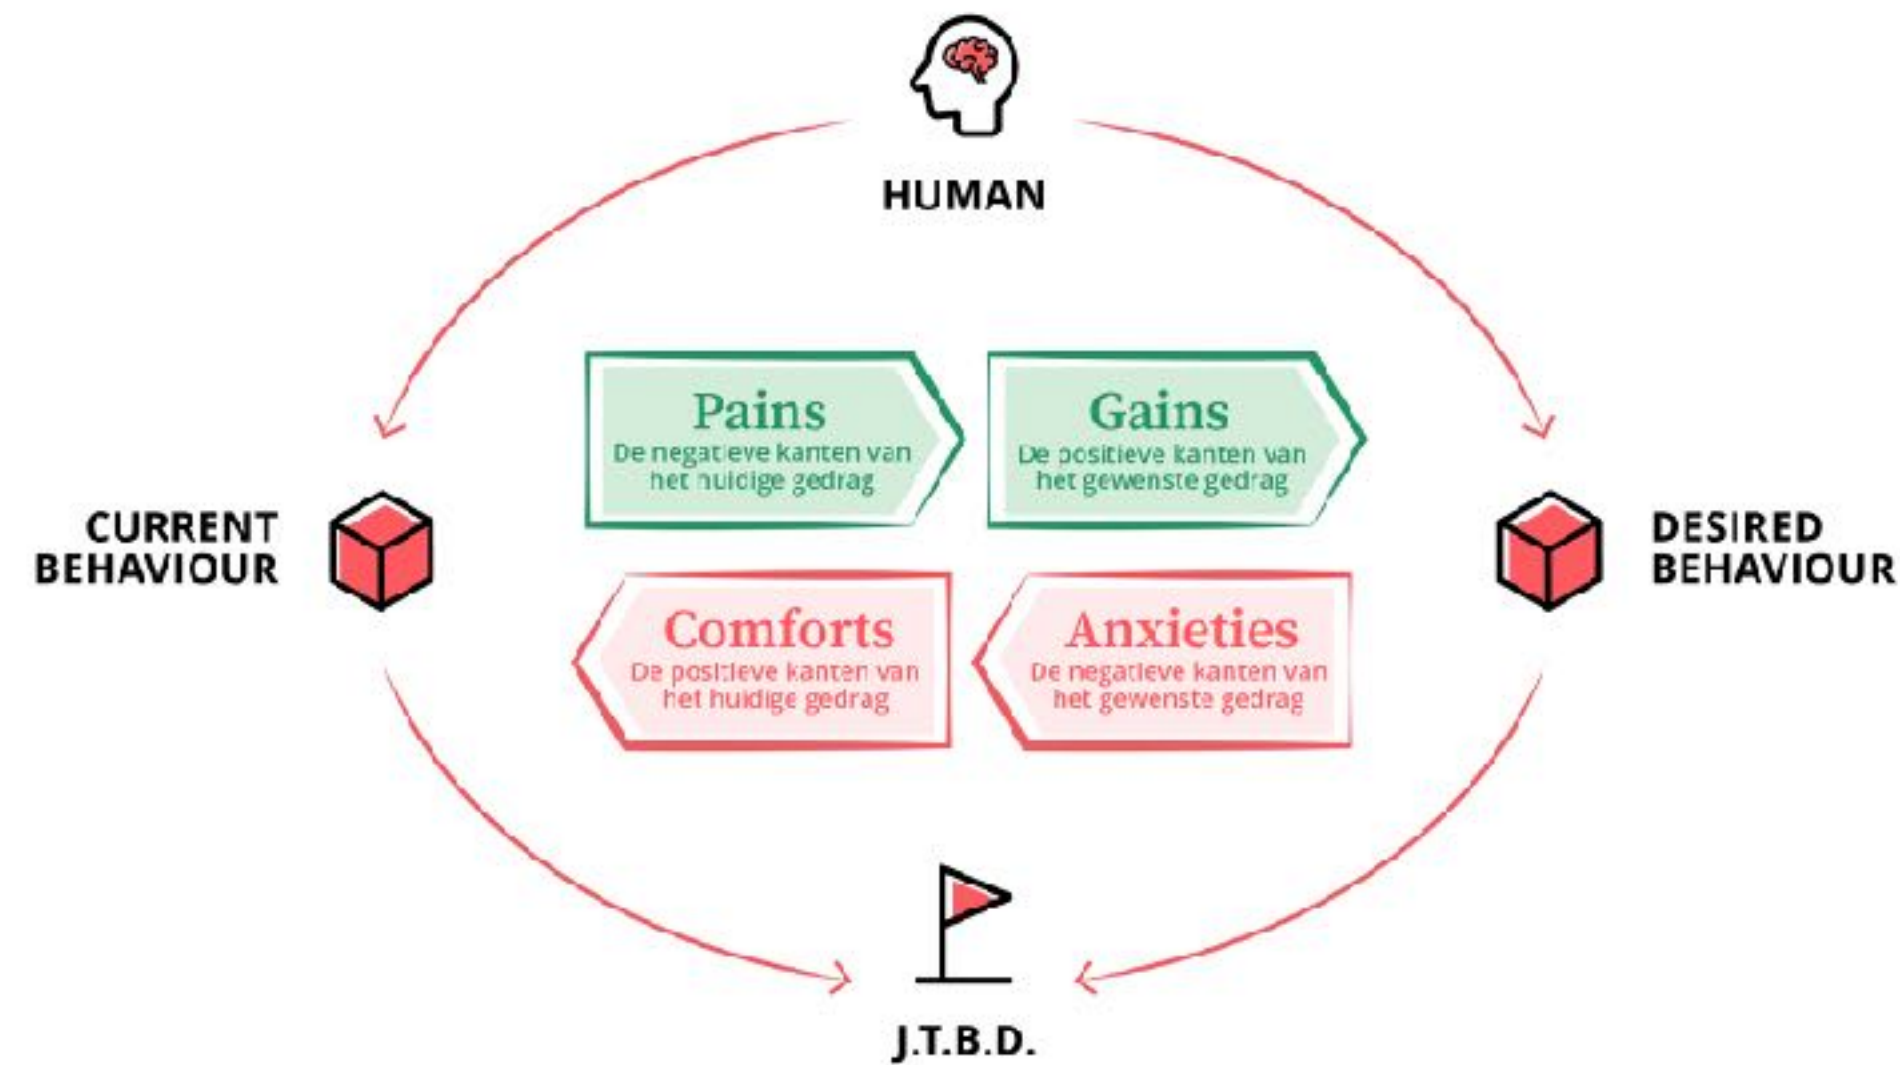 HUMAN
Pains
De negatieve kanten van
het huidige gedrag
Gains
De positieve kanten van
het gewenste gedrag
CURRENT
BEHAVIOUR
DESIRED
BEHAVIOUR
Comforts
De positieve kanten van
het huidige gedrag
Anxieties
De negatieve kanten van
het gewenste gedrag
J.T.B.D.